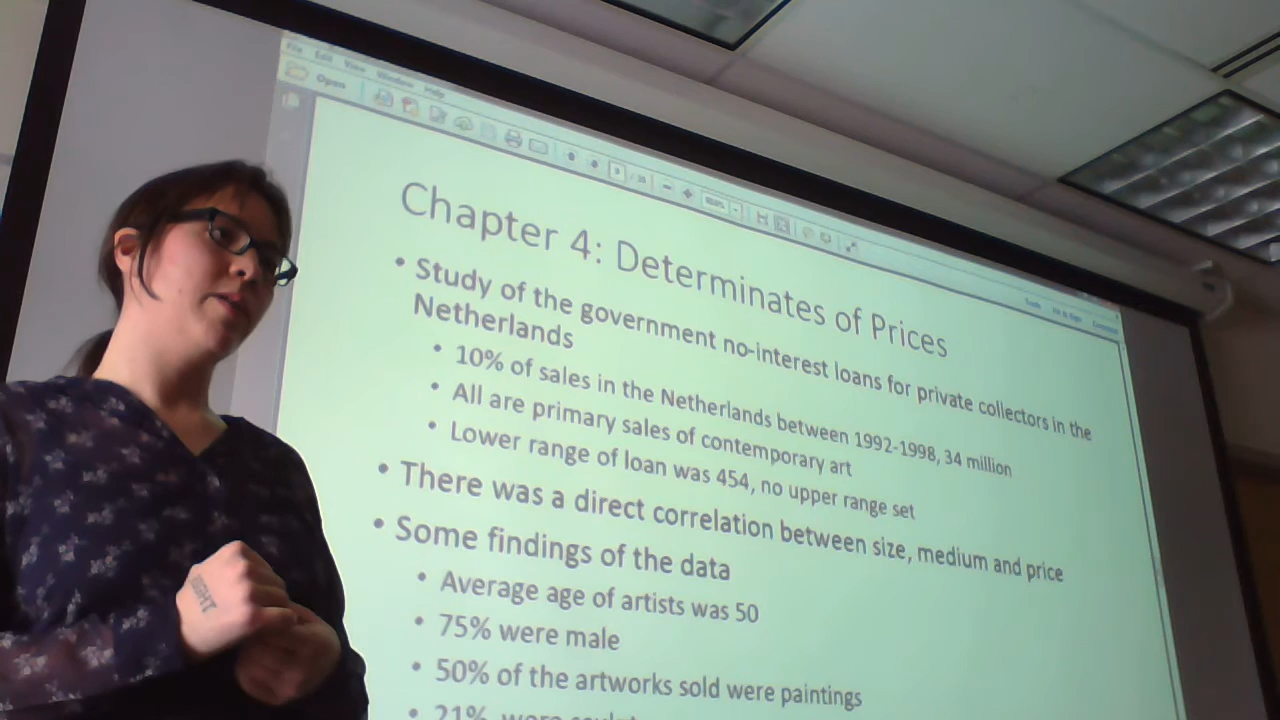 File Edit View Window Help
Open
Chapter 4: Determinates of Prices
• Study of the government no-interest loans for private collectors in the
Netherlands
• 10% of sales in the Netherlands between 1992-1998, 34 million
• All are primary sales of contemporary art
• Lower range of loan was 454, no upper range set
• There was a direct correlation between size, medium and price
• Some findings of the data
• Average age of artists was 50
• 75% were male
• 50% of the artworks sold were paintings
• 21% were